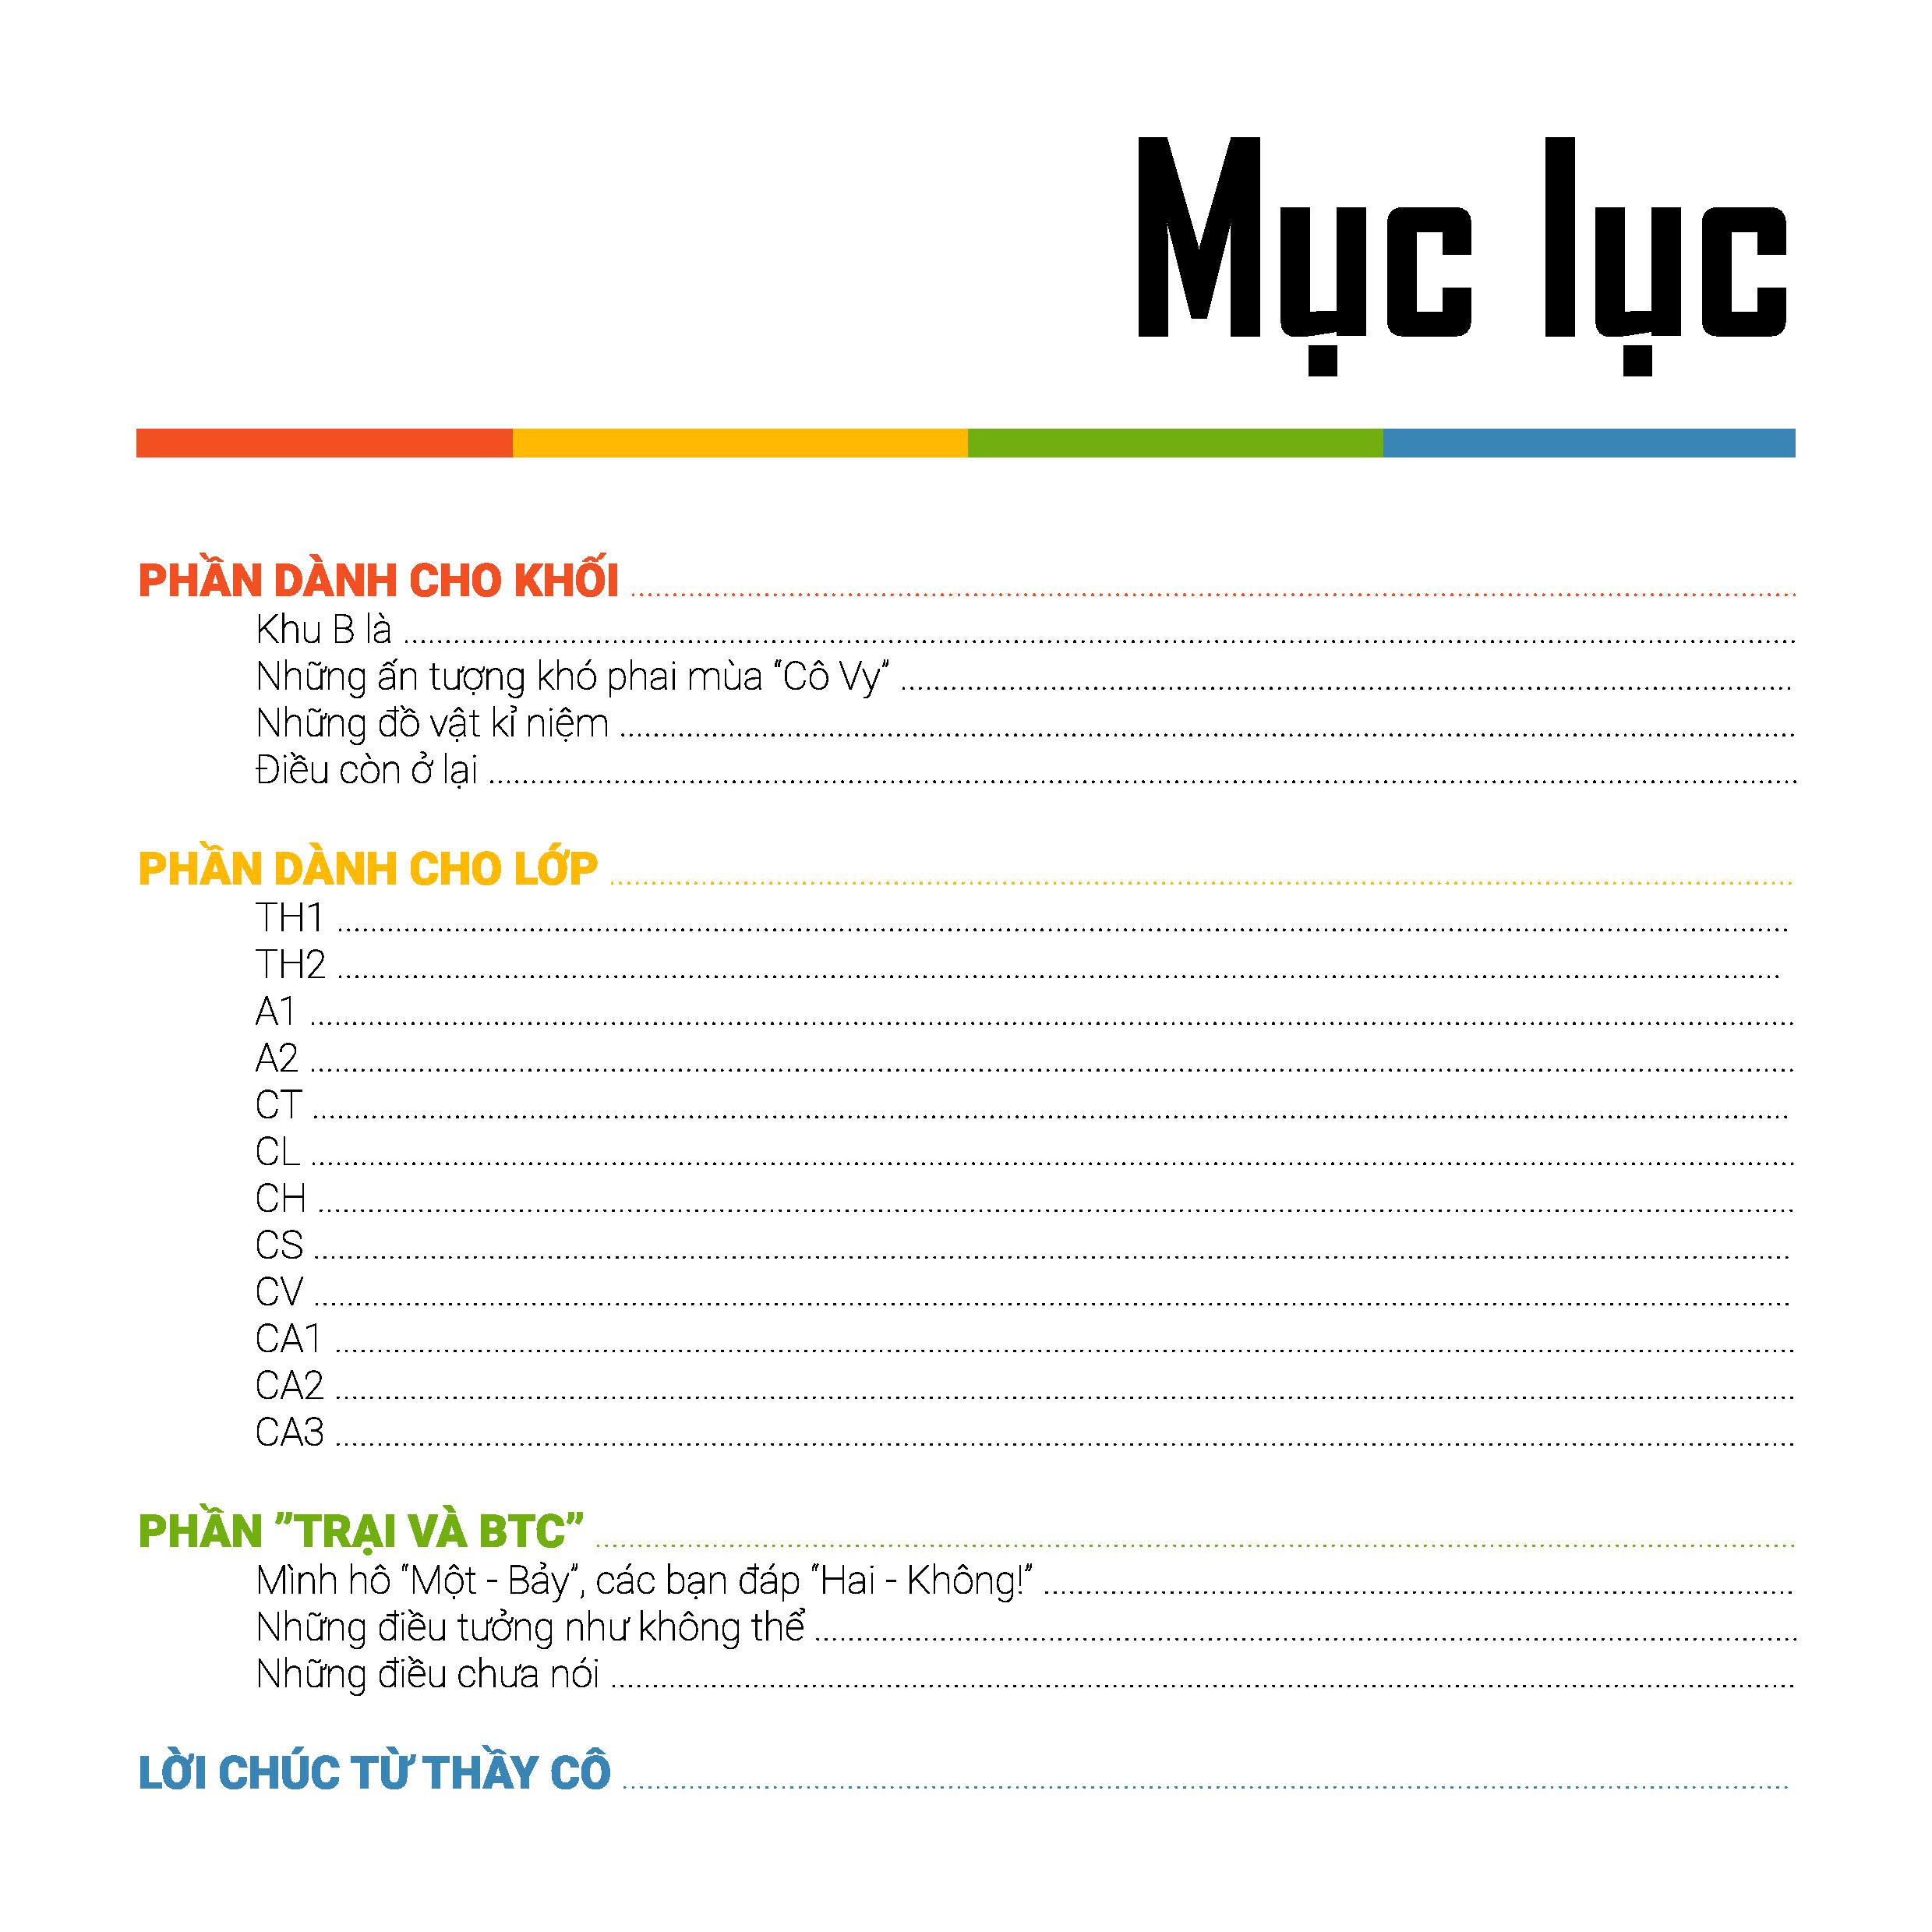 Mục lục
PHẦN DÀNH CHO KHỐI ................................................
Khu B là ................................................
Những ấn tượng khó phai mùa “Cô Vy” ................................................
Những đồ vật kỉ niệm ................................................
Điều còn ở lại ................................................
PHẦN DÀNH CHO LỚP ................................................
TH1 ................................................
TH2 ................................................
A1 ................................................
A2 ................................................
CT ................................................
CL ................................................
CH ................................................
CS ................................................
CV ................................................
CA1 ................................................
CA2 ................................................
CA3 ................................................
PHẦN ”TRẠI VÀ BTC” ................................................
Mình hô “Một - Bảy”, các bạn đáp “Hai - Không!” ................................................
Những điều tưởng như không thể ................................................
Những điều chưa nói ................................................
LỜI CHÚC TỪ THẦY CÔ ................................................